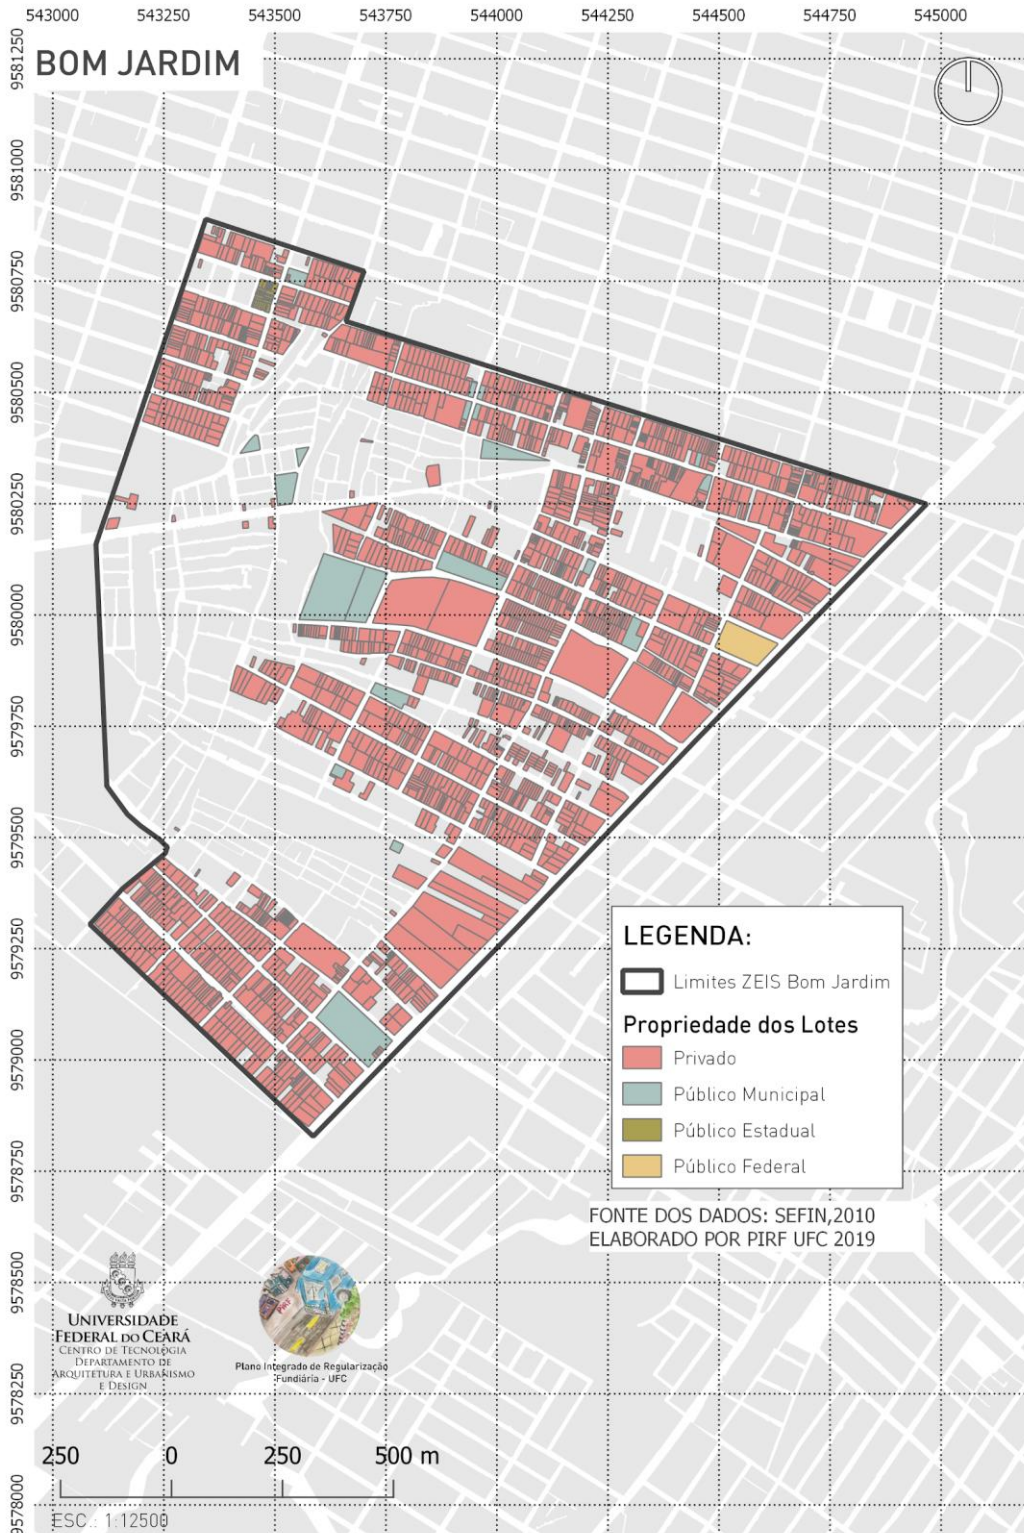 543000 543250 543500 543750 544000 544250 544500 544750 545000
BOM JARDIM
9581250
9581000
9580750
9580500
9580250
9580000
9579750
9579500
9579250
9579000
9578750
9578500
9578250
9578000
LEGENDA:
Limites ZEIS Bom Jardim
Propriedade dos Lotes
Privado
Público Municipal
Público Estadual
Público Federal
FONTE DOS DADOS: SEFIN,2010
ELABORADO POR PIRF UFC 2019
UNIVERSIDADE
FEDERAL DO CEARÁ
CENTRO DE TECNOLOGIA
DEPARTAMENTO DE
ARQUITETURA E URBANISMO
E DESIGN
Plano Integrado de Regularização
Fundiária - UFC
250 0 250 500 m
ESC.: 1:12500